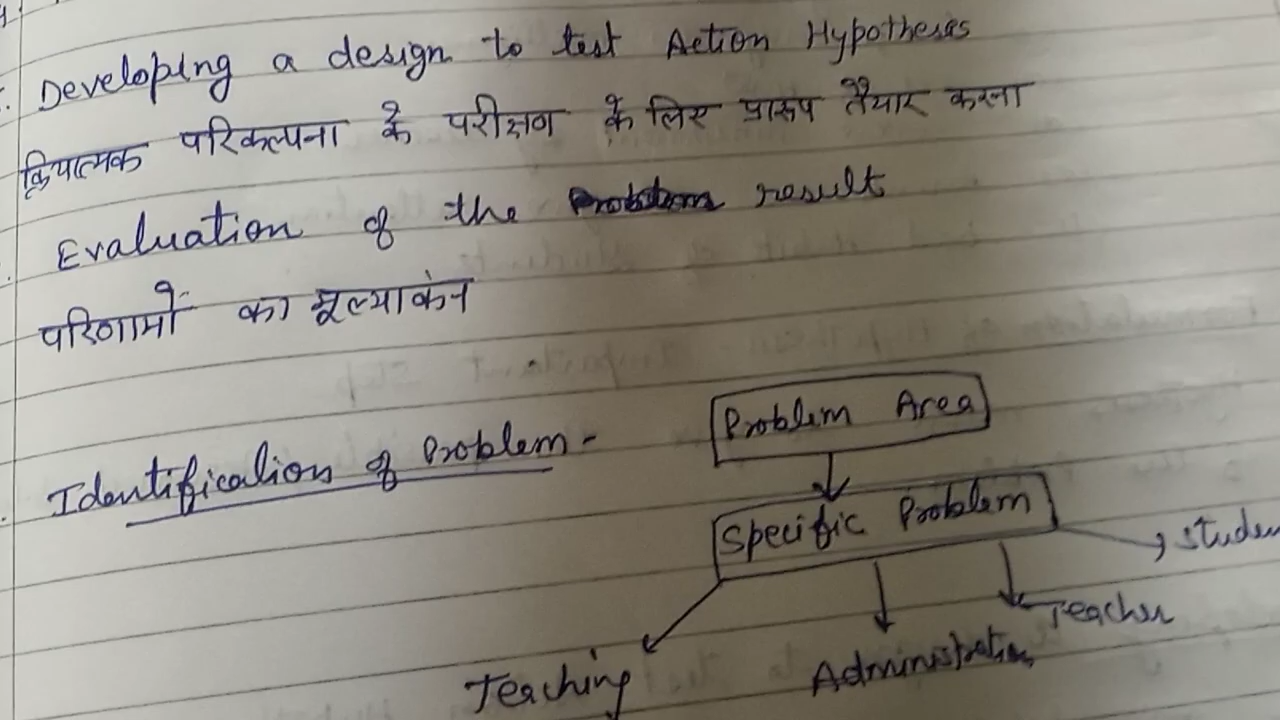 Developing a design to test Action Hypotheses
क्रियात्मक परिकल्पना के परीक्षण के लिए प्रारूप तैयार करना
Evaluation of the result
परिणामों का मूल्याकंन
Identification of Problem -
Problem Area
Specific Problem
Studen
Teacher
Administration
Teaching